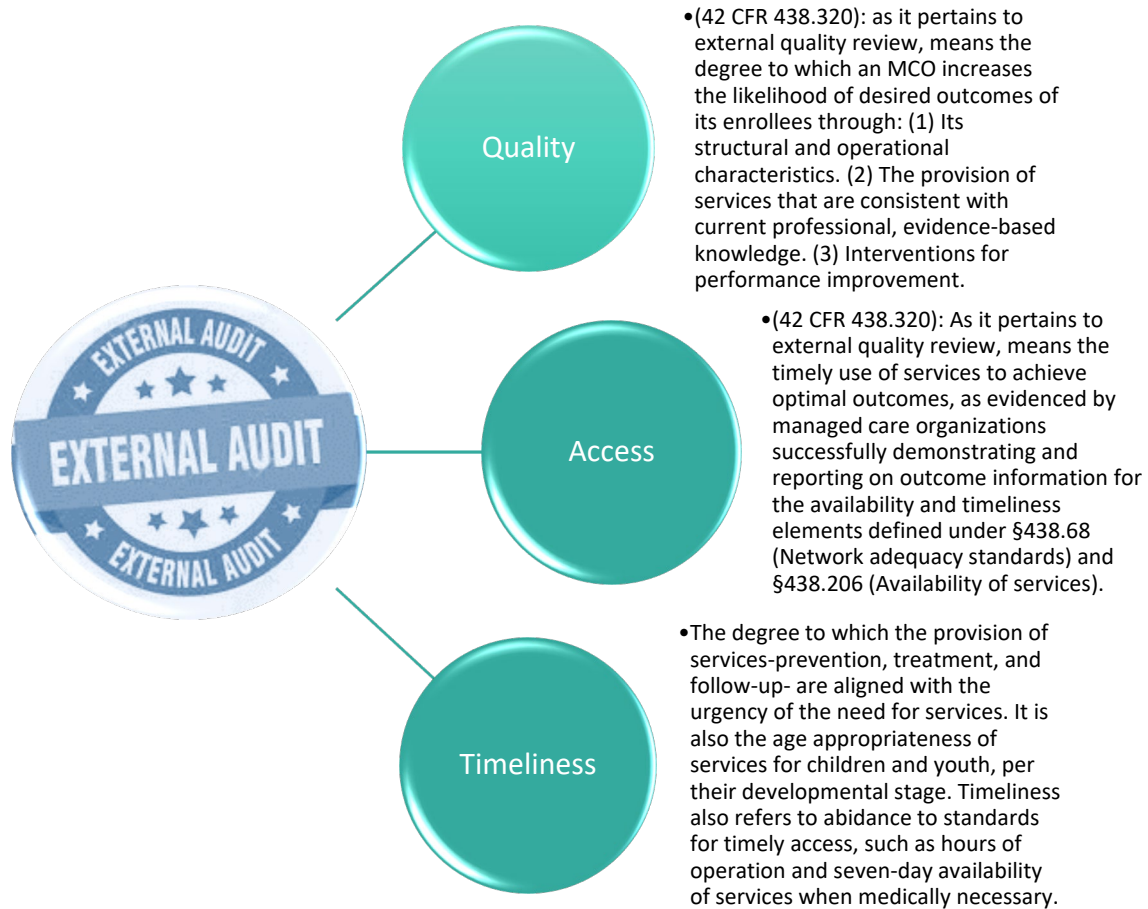 Quality
•(42 CFR 438.320): as it pertains to
external quality review, means the
degree to which an MCO increases
the likelihood of desired outcomes of
its enrollees through: (1) Its
structural and operational
characteristics. (2) The provision of
services that are consistent with
current professional, evidence-based
knowledge. (3) Interventions for
performance improvement.
EXTERNAL AUDIT
EXTERNAL AUDIT
EXTERNAL AUDIT
Access
•(42 CFR 438.320): As it pertains to
external quality review, means the
timely use of services to achieve
optimal outcomes, as evidenced by
managed care organizations
successfully demonstrating and
reporting on outcome information for
the availability and timeliness
elements defined under §438.68
(Network adequacy standards) and
§438.206 (Availability of services).
Timeliness
•The degree to which the provision of
services-prevention, treatment, and
follow-up- are aligned with the
urgency of the need for services. It is
also the age appropriateness of
services for children and youth, per
their developmental stage. Timeliness
also refers to abidance to standards
for timely access, such as hours of
operation and seven-day availability
of services when medically necessary.